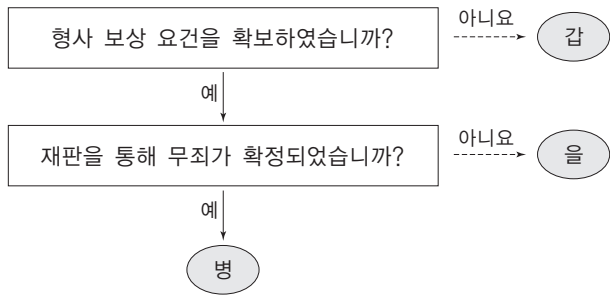 형사 보상 요건을 확보하였습니까?
아니요
갑
예
재판을 통해 무죄가 확정되었습니까?
아니요
을
예
병